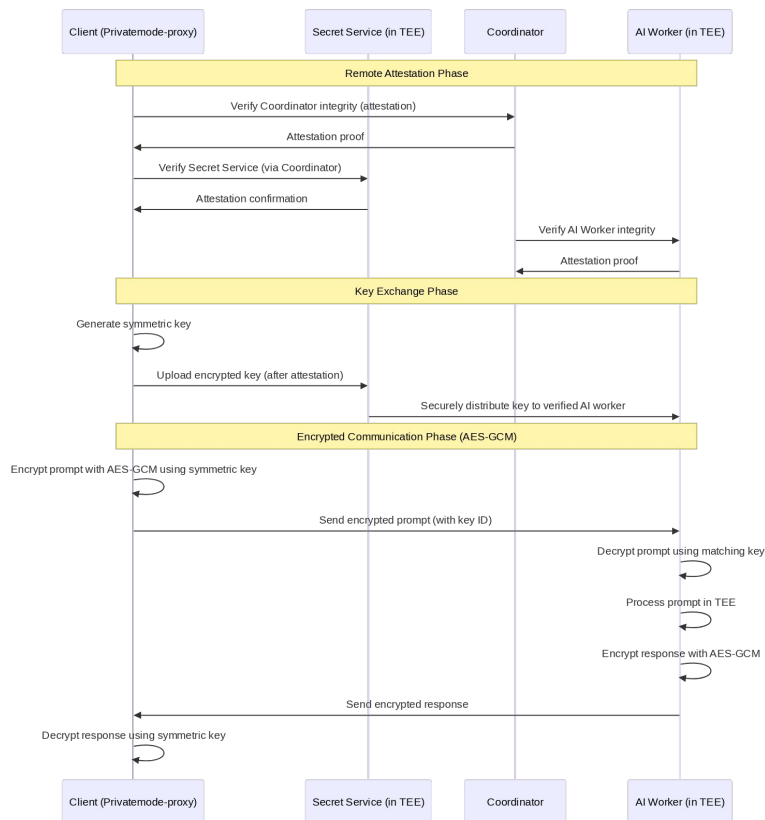 Client (Privatemode-proxy)
Secret Service (in TEE)
Coordinator
AI Worker (in TEE)
Remote Attestation Phase
Verify Coordinator integrity (attestation)
Attestation proof
Verify Secret Service (via Coordinator)
Attestation confirmation
Verify AI Worker integrity
Attestation proof
Key Exchange Phase
Generate symmetric key
Upload encrypted key (after attestation)
Securely distribute key to verified AI worker
Encrypted Communication Phase (AES-GCM)
Encrypt prompt with AES-GCM using symmetric key
Send encrypted prompt (with key ID)
Decrypt prompt using matching key
Process prompt in TEE
Encrypt response with AES-GCM
Send encrypted response
Decrypt response using symmetric key
Client (Privatemode-proxy)
Secret Service (in TEE)
Coordinator
AI Worker (in TEE)